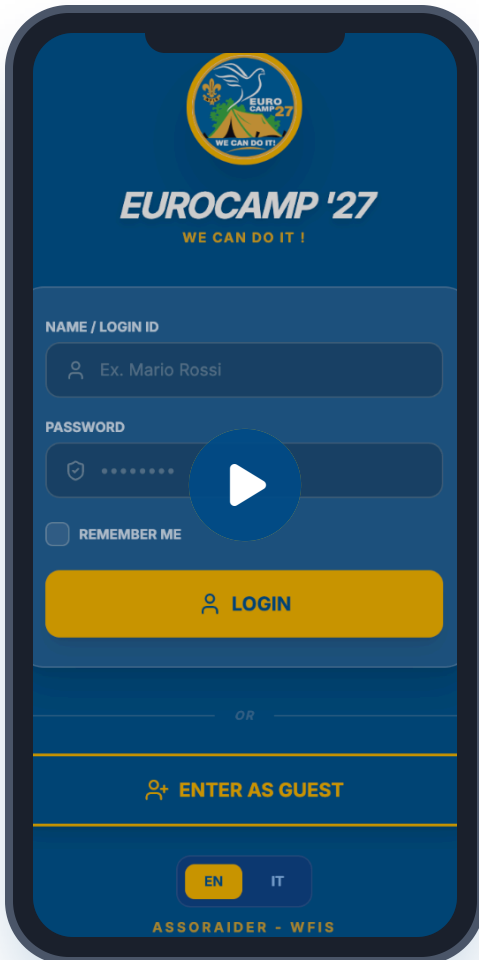 EURO
CAMP 27
WE CAN DO IT!
EUROCAMP '27
WE CAN DO IT !
NAME / LOGIN ID
Ex. Mario Rossi
PASSWORD
REMEMBER ME
LOGIN
OR
ENTER AS GUEST
EN IT
ASSORAIDER - WFIS